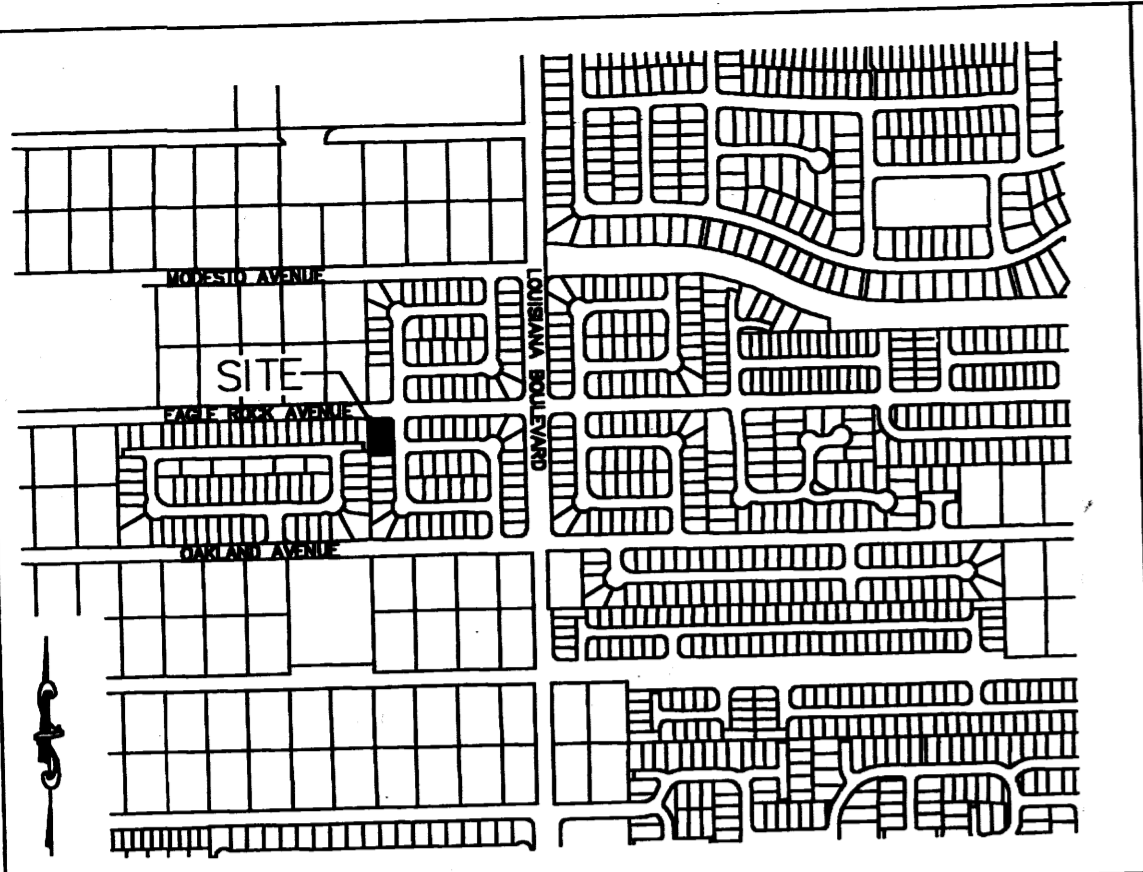 MODESTO AVENUE
LOUISIANA BOULEVARD
SITE
EAGLE ROCK AVENUE
OAKLAND AVENUE